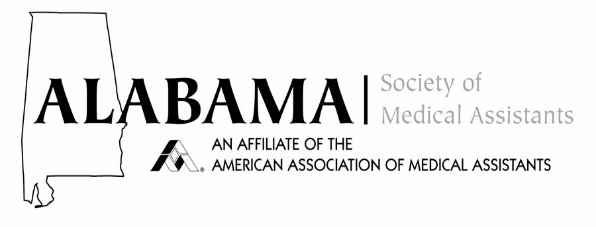 ALABAMA
Society of
Medical Assistants
AN AFFILIATE OF THE
AMERICAN ASSOCIATION OF MEDICAL ASSISTANTS